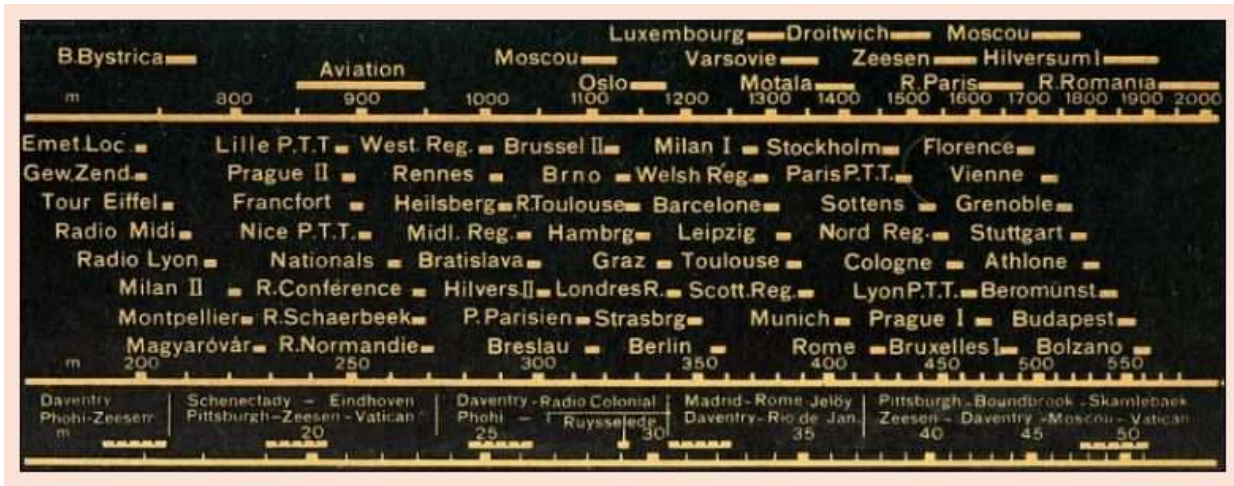 Luxembourg Droitwich Moscou
B.Bystrica Moscou Varsovie Zeesen Hilversum I
Aviation Oslo Motala R.Paris R.Romania
m 800 900 1000 1100 1200 1300 1400 1500 1600 1700 1800 1900 2000
Emet.Loc Lille P.T.T West. Reg. Brussel II Milan I Stockholm Florence
Gew.Zend. Prague II Rennes Brno Welsh Reg. Paris P.T.T. Vienne
Tour Eiffel Francfort Heilsberg R.Toulouse Barcelone Sottens Grenoble
Radio Midi Nice P.T.T. Midl. Reg. Hambrg Leipzig Nord Reg. Stuttgart
Radio Lyon Nationals Bratislava Graz Toulouse Cologne Athlone
Milan II R.Conférence Hilvers.II Londres R. Scott.Reg. Lyon P.T.T. Beromunst
Montpellier R.Schaerbeek P.Parisien Strasbrg Munich Prague I Budapest
Magyaróvár R.Normandie Breslau Berlin Rome Bruxelles I Bolzano
m 200 250 300 350 400 450 500 550
Daventry Schenectady - Eindhoven Daventry - Radio Colonial Madrid - Rome Jelöy Pittsburgh - Boundbrook - Skamlebaek
Phohi-Zeesen Pittsburgh-Zeesen-Vatican Phohi - Ruysselede Daventry-Rio de Jan. Zeesen - Daventry - Moscou - Vatican
m 20 25 30 35 40 45 50